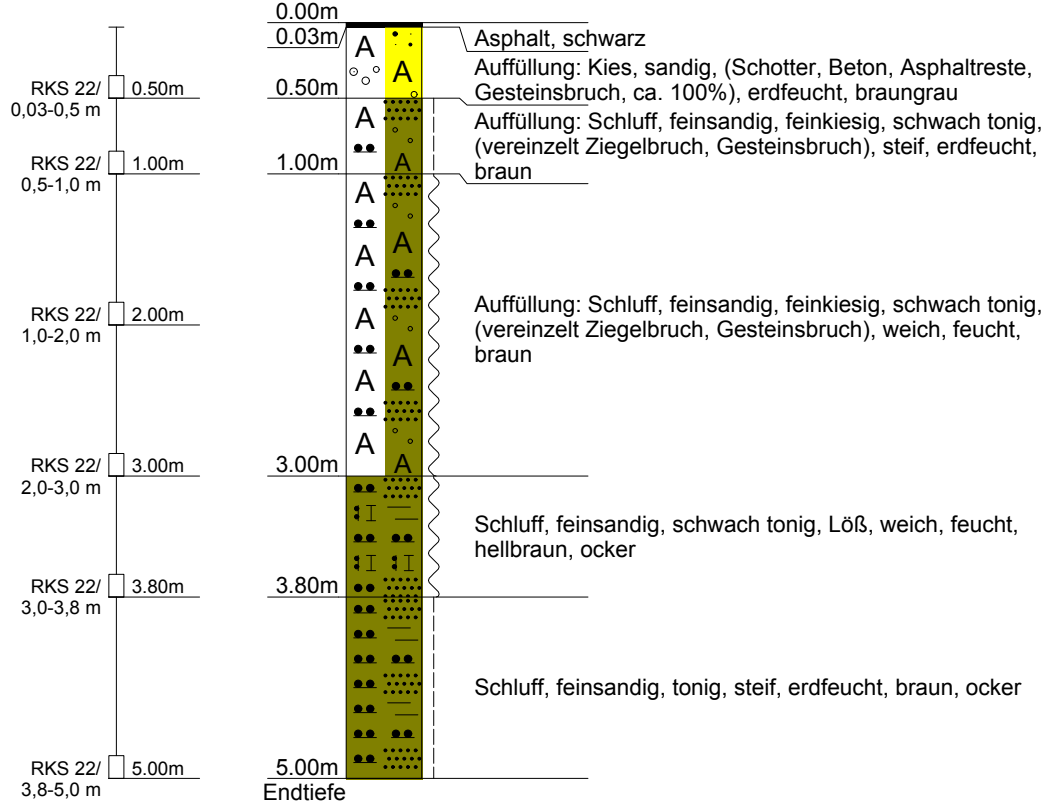 0.00m
0.03m
Asphalt, schwarz
A
A
Auffüllung: Kies, sandig, (Schotter, Beton, Asphaltreste,
Gesteinsbruch, ca. 100%), erdfeucht, braungrau
RKS 22/
0,03-0,5 m
0.50m
0.50m
A
A
Auffüllung: Schluff, feinsandig, feinkiesig, schwach tonig,
(vereinzelt Ziegelbruch, Gesteinsbruch), steif, erdfeucht,
braun
RKS 22/
0,5-1,0 m
1.00m
1.00m
A
A
A
A
A
A
A
A
RKS 22/
1,0-2,0 m
2.00m
Auffüllung: Schluff, feinsandig, feinkiesig, schwach tonig,
(vereinzelt Ziegelbruch, Gesteinsbruch), weich, feucht,
braun
RKS 22/
2,0-3,0 m
3.00m
3.00m
Schluff, feinsandig, schwach tonig, Löß, weich, feucht,
hellbraun, ocker
RKS 22/
3,0-3,8 m
3.80m
3.80m
Schluff, feinsandig, tonig, steif, erdfeucht, braun, ocker
RKS 22/
3,8-5,0 m
5.00m
5.00m
Endtiefe